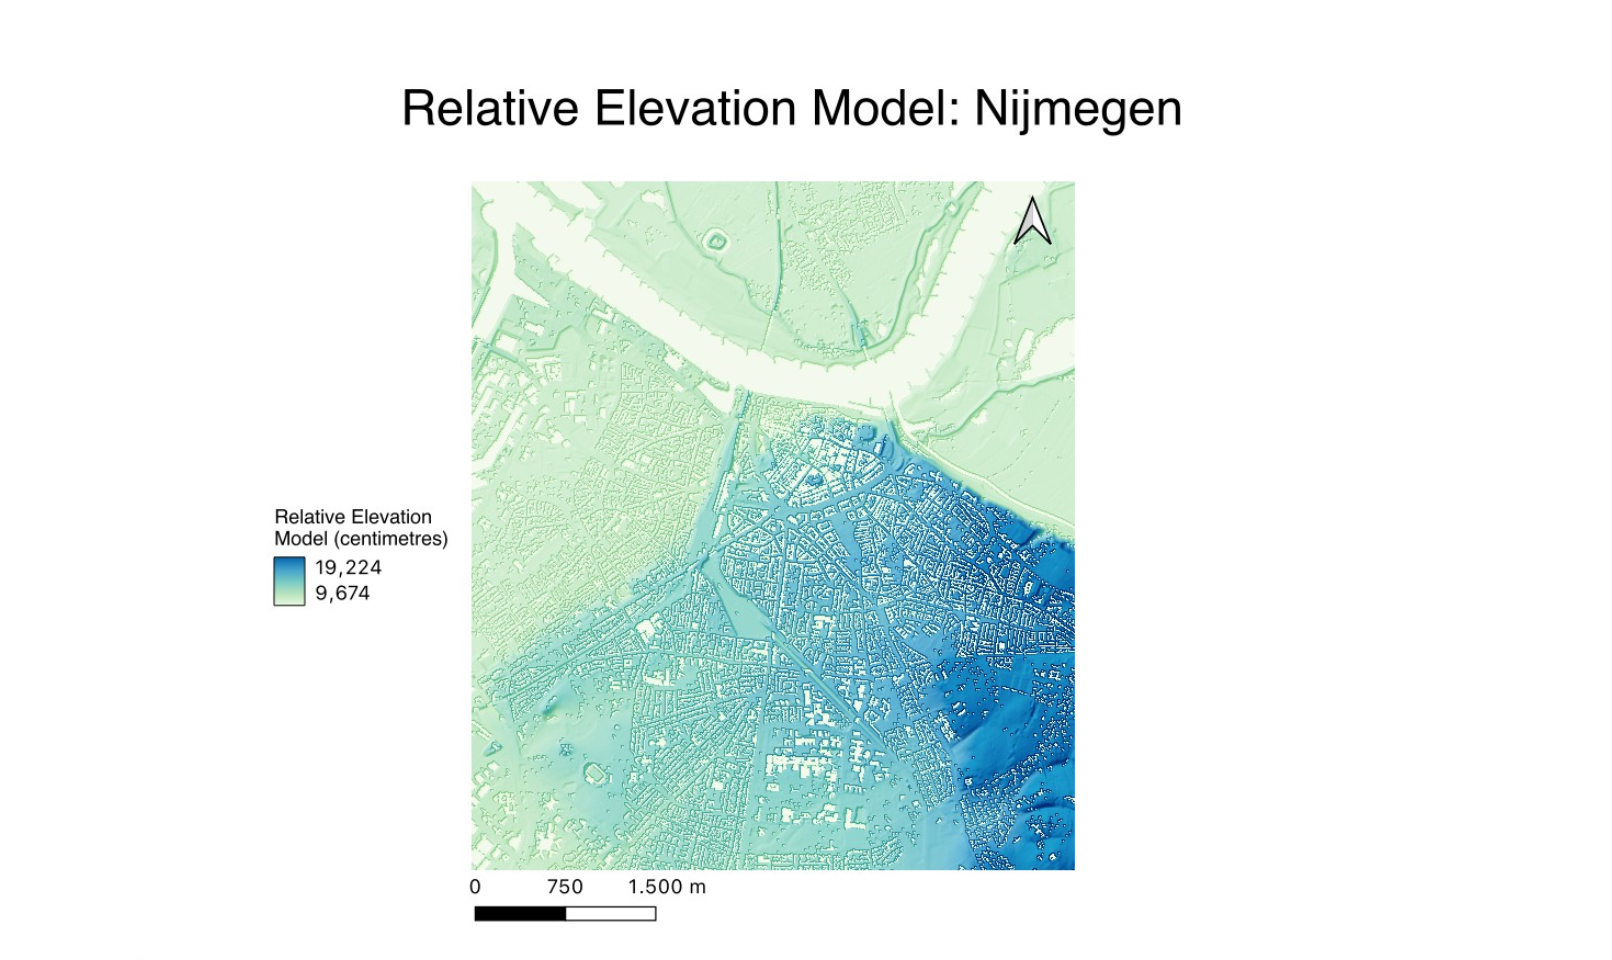 Relative Elevation Model: Nijmegen
Relative Elevation
Model (centimetres)
19,224
9,674
0 750 1.500 m